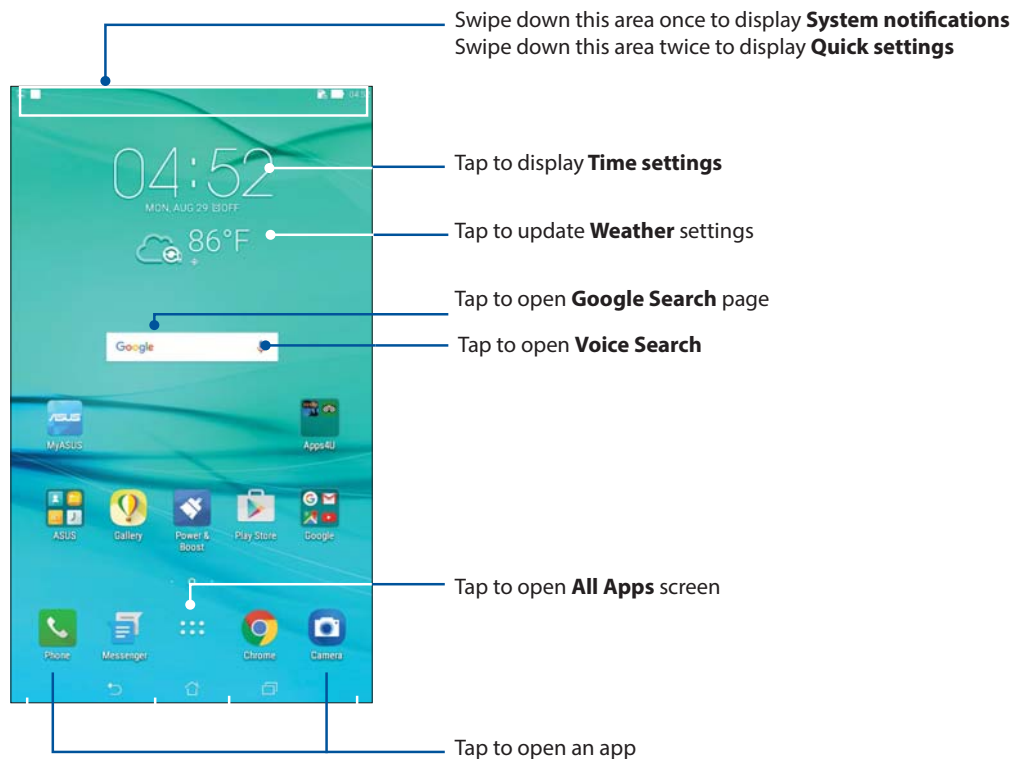 Swipe down this area once to display System notifications
Swipe down this area twice to display Quick settings
04:52
Tap to display Time settings
MON, AUG 29 OFF
86°F
Tap to update Weather settings
Tap to open Google Search page
Google
Tap to open Voice Search
/SUS
MyASUS
Apps4U
ASUS
Gallery
Power & Boost
Play Store
Google
Tap to open All Apps screen
Phone
Messenger
Chrome
Camera
Tap to open an app